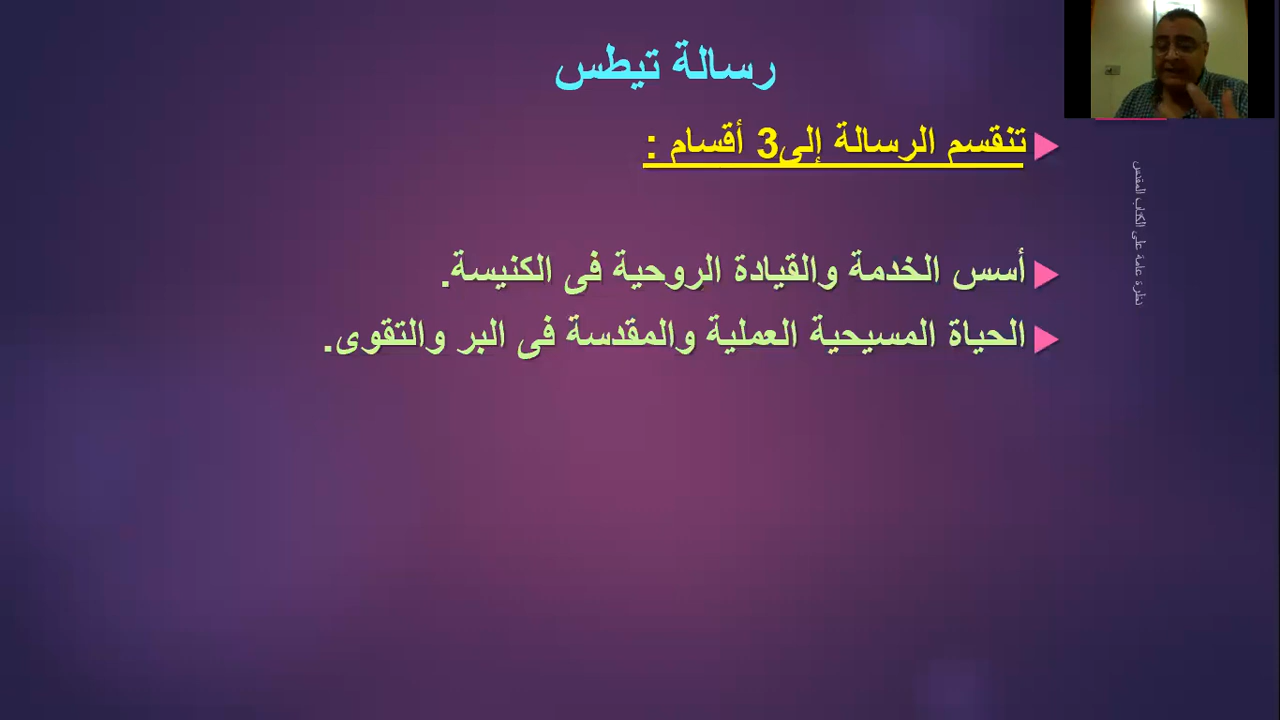 رسالة تيطس
تنقسم الرسالة إلى3 أقسام :
أسس الخدمة والقيادة الروحية فى الكنيسة.
الحياة المسيحية العملية والمقدسة فى البر والتقوى.
نظرة عامة على الكتاب المقدس